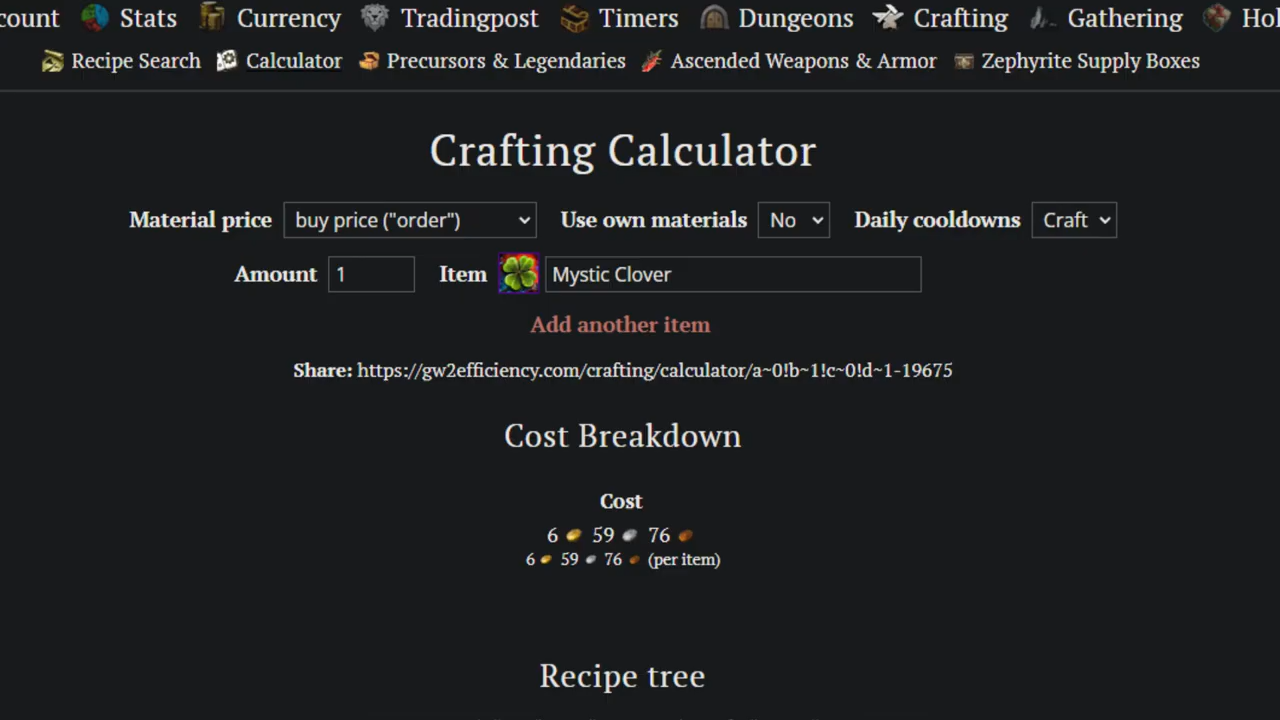 count Stats Currency Tradingpost Timers Dungeons Crafting Gathering Hol
Recipe Search Calculator Precursors & Legendaries Ascended Weapons & Armor Zephyrite Supply Boxes
Crafting Calculator
Material price buy price ("order") Use own materials No Daily cooldowns Craft
Amount 1 Item Mystic Clover
Add another item
Share: https://gw2efficiency.com/crafting/calculator/a~0!b~1!c~0!d~1-19675
Cost Breakdown
Cost
6 59 76
6 59 76 (per item)
Recipe tree